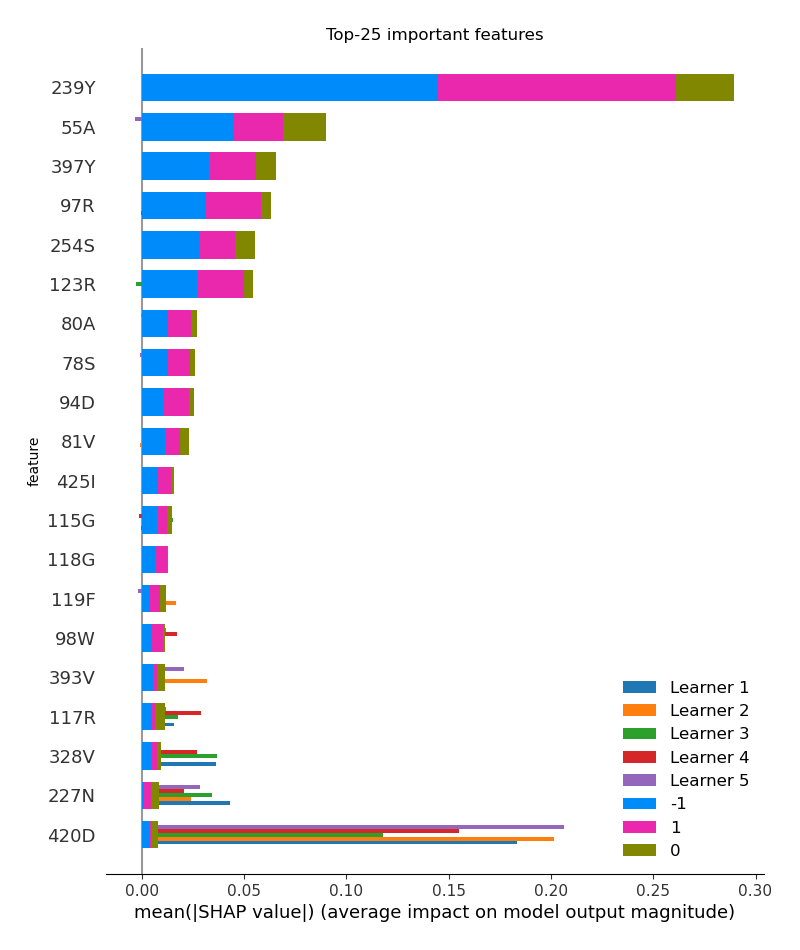 Top-25 important features
239Y
55A
397Y
97R
254S
123R
80A
78S
94D
81V
425I
115G
118G
119F
98W
393V
117R
328V
227N
420D
feature
Learner 1
Learner 2
Learner 3
Learner 4
Learner 5
-1
1
0
0.00 0.05 0.10 0.15 0.20 0.25 0.30
mean(|SHAP value|) (average impact on model output magnitude)